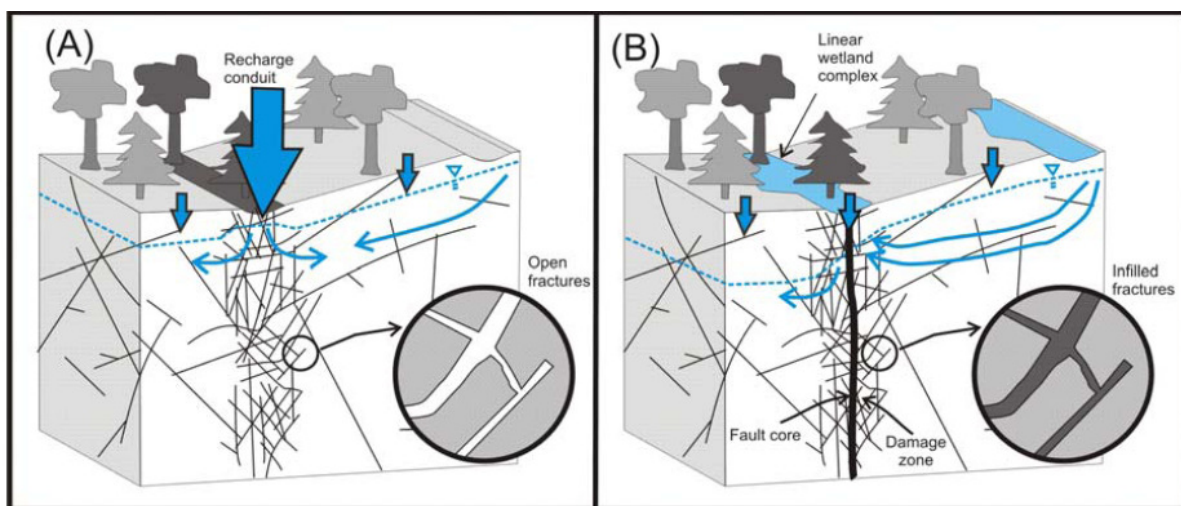 (A)
Recharge
conduit
Open
fractures
(B)
Linear
wetland
complex
Infilled
fractures
Fault core
Damage
zone